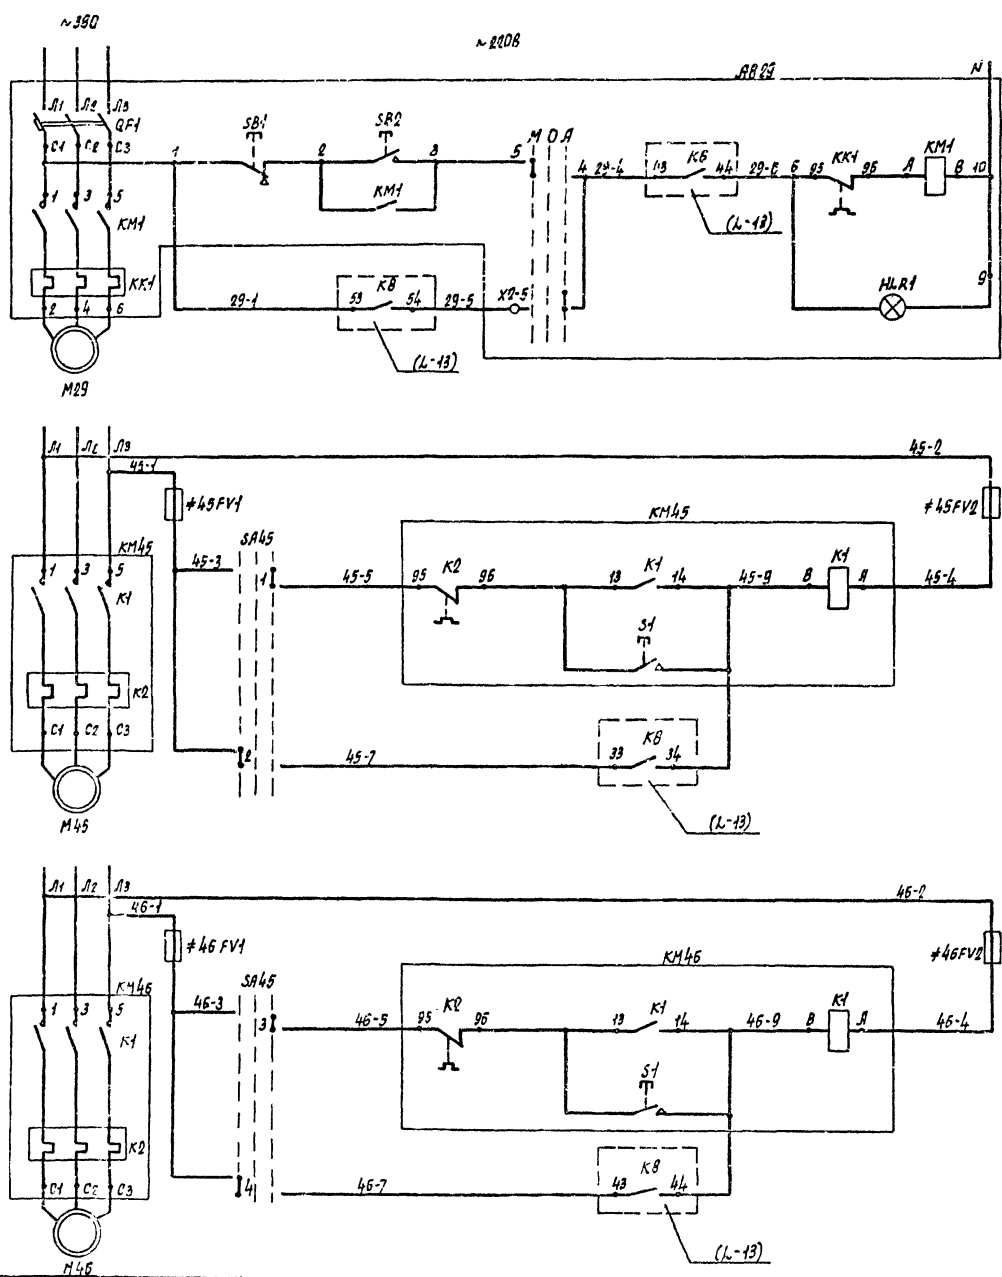 ~380
~220В
ЯВ29
N
Л1 Л2 Л3
QF1
С1 С2 С3
1
SB1
2
SB2
3
5
М О А
4
29-4
43
К6
44
29-6
6
95
КК1
96
А
КМ1
В
10
1 3 5
КМ1
КМ1
(L-13)
КК1
2 4 6
29-1
53
К8
54
29-5
Х2-5
HLR1
9
(L-13)
М29
Л1 Л2 Л3
45-1
45-2
≠45FV1
≠45FV2
КМ45
SA45
КМ45
45-3
1 3 5
К1
1
45-5
95
К2
96
13
К1
14
45-9
В
К1
А
45-4
S1
К2
С1 С2 С3
2
45-7
33
К8
34
(L-13)
М45
Л1 Л2 Л3
46-1
46-2
≠46FV1
≠46FV2
КМ46
SA45
КМ46
46-3
1 3 5
К1
3
46-5
95
К2
96
13
К1
14
46-9
В
К1
А
46-4
S1
К2
С1 С2 С3
4
46-7
43
К8
44
(L-13)
М46